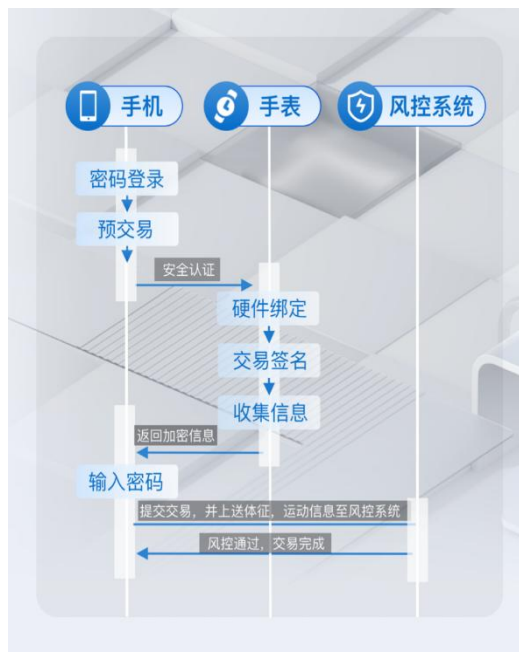 手机
手表
风控系统
密码登录
预交易
安全认证
硬件绑定
交易签名
收集信息
返回加密信息
输入密码
提交交易，并上送体征，运动信息至风控系统
风控通过，交易完成